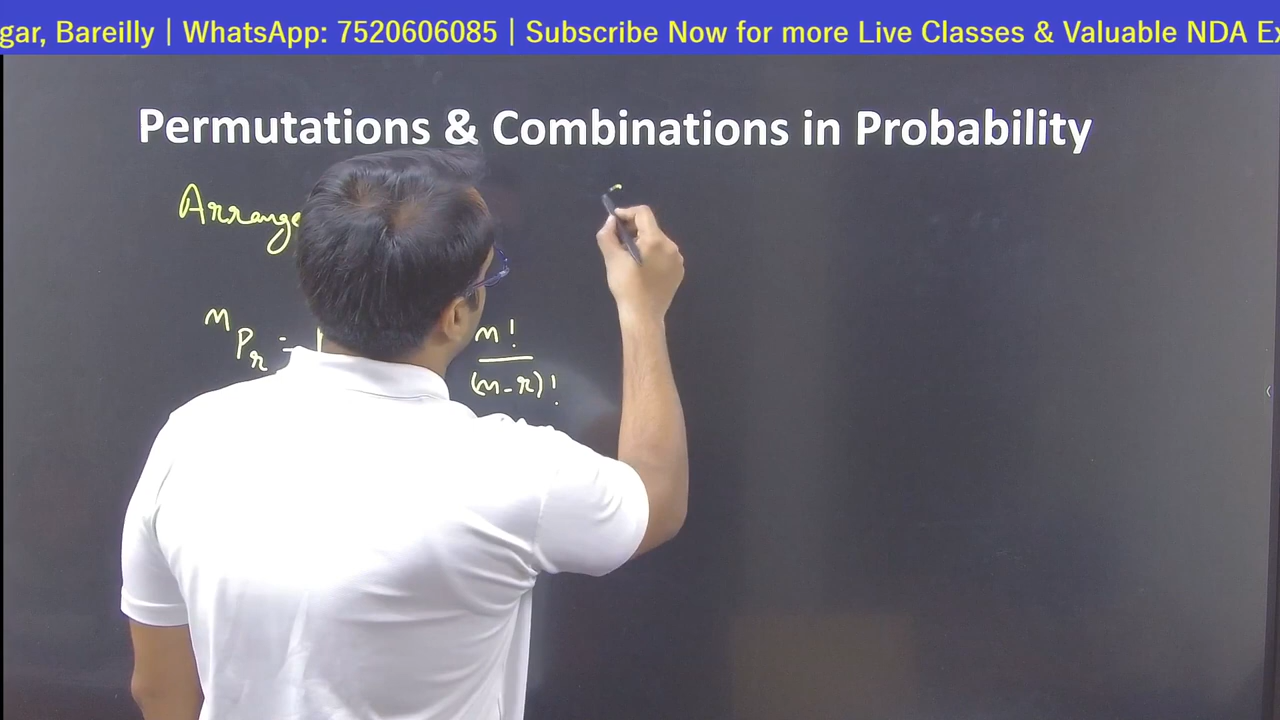 gar, Bareilly | WhatsApp: 7520606085 | Subscribe Now for more Live Classes & Valuable NDA Ex
Permutations & Combinations in Probability
Arrange
nPr = n!
(n-r)!